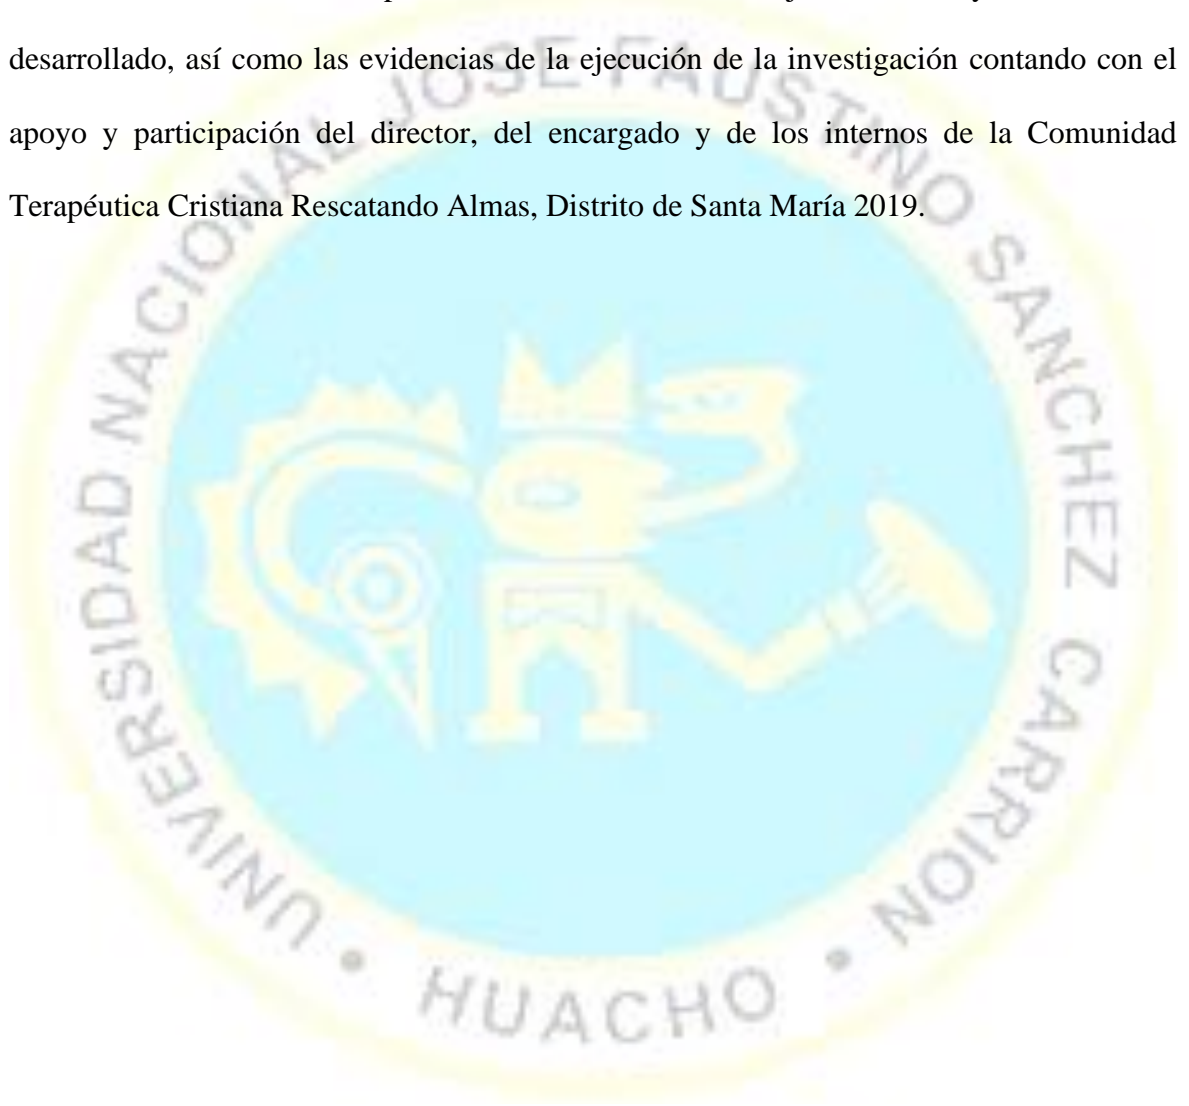 desarrollado, así como las evidencias de la ejecución de la investigación contando con el
apoyo y participación del director, del encargado y de los internos de la Comunidad
Terapéutica Cristiana Rescatando Almas, Distrito de Santa María 2019.
UNIVERSIDAD NACIONAL JOSE FAUSTINO SANCHEZ CARRION • HUACHO •